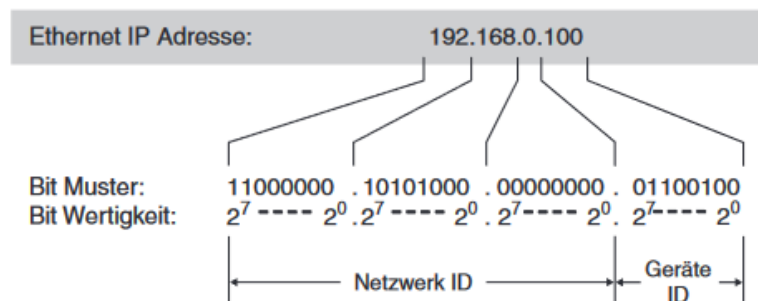 Ethernet IP Adresse: 192.168.0.100
Bit Muster: 11000000 .10101000 .00000000 . 01100100
Bit Wertigkeit: 2⁷ ---- 2⁰ . 2⁷ ---- 2⁰ . 2⁷ ---- 2⁰ . 2⁷ ---- 2⁰
Netzwerk ID Geräte
ID